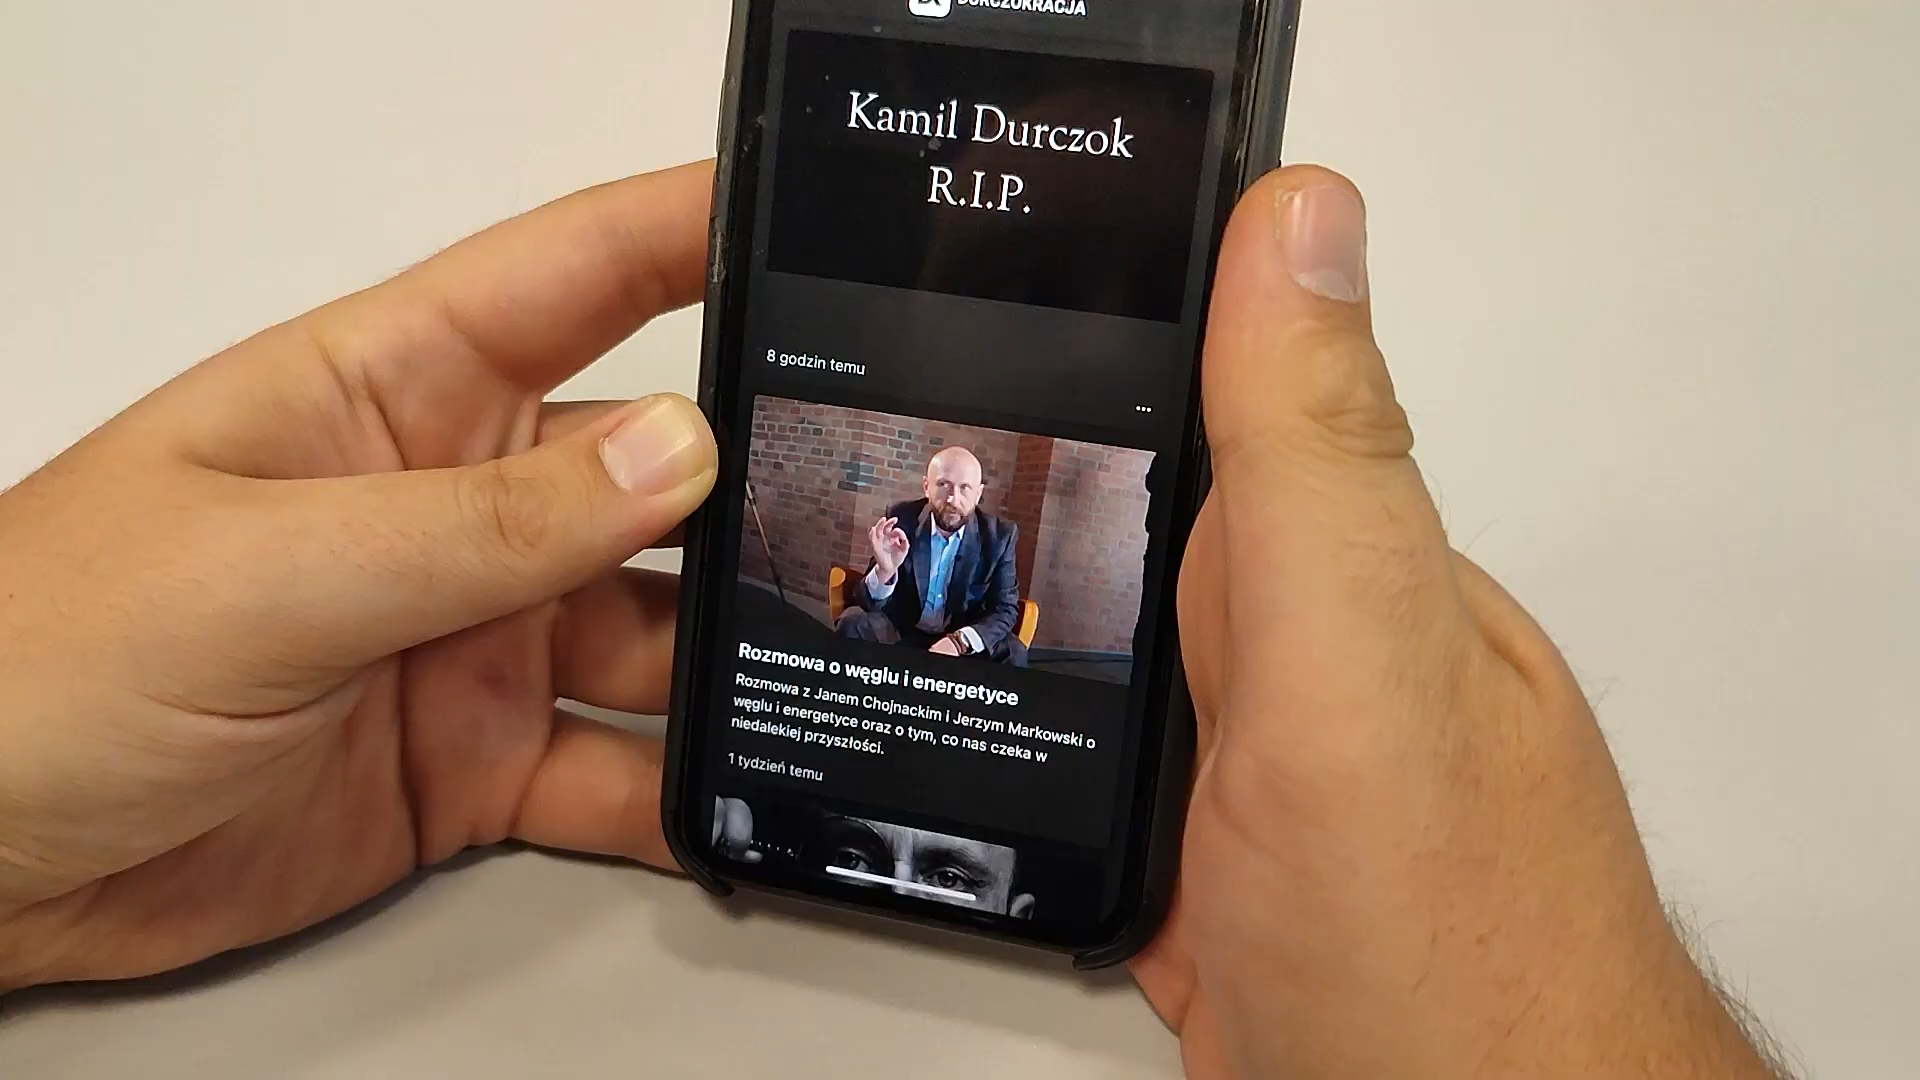 DURCZOKRACJA
Kamil Durczok
R.I.P.
8 godzin temu
Rozmowa o węglu i energetyce
Rozmowa z Janem Chojnackim i Jerzym Markowski o
węglu i energetyce oraz o tym, co nas czeka w
niedalekiej przyszłości.
1 tydzień temu